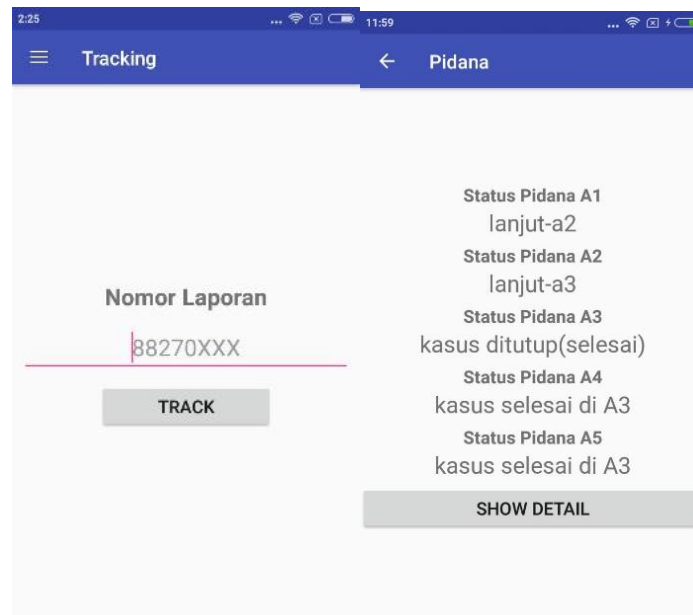 2:25
...
Tracking
Nomor Laporan
88270XXX
TRACK
11:59
...
Pidana
Status Pidana A1
lanjut-a2
Status Pidana A2
lanjut-a3
Status Pidana A3
kasus ditutup(selesai)
Status Pidana A4
kasus selesai di A3
Status Pidana A5
kasus selesai di A3
SHOW DETAIL